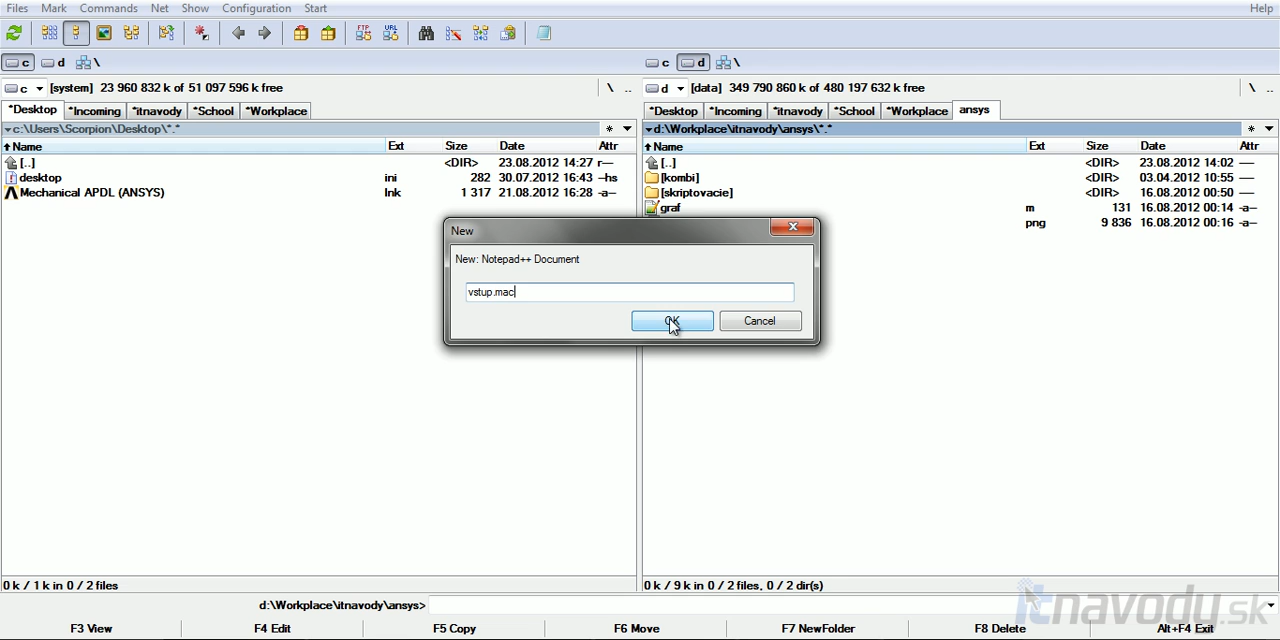 Files Mark Commands Net Show Configuration Start Help
FTP URL
c d \ c d \
c [system] 23 960 832 k of 51 097 596 k free \ .. d [data] 349 790 860 k of 480 197 632 k free \ ..
*Desktop *Incoming *itnavody *School *Workplace *Desktop *Incoming *itnavody *School *Workplace ansys
c:\Users\Scorpion\Desktop\*.* * d:\Workplace\itnavody\ansys\*.* *
Name Ext Size Date Attr Name Ext Size Date Attr
[..] <DIR> 23.08.2012 14:27 r— [..] <DIR> 23.08.2012 14:02 —
desktop ini 282 30.07.2012 16:43 –hs [kombi] <DIR> 03.04.2012 10:55 —
Mechanical APDL (ANSYS) lnk 1 317 21.08.2012 16:28 -a– [skriptovacie] <DIR> 16.08.2012 00:50 —
graf m 131 16.08.2012 00:14 -a–
png 9 836 16.08.2012 00:16 -a–
New
New: Notepad++ Document
vstup.mac
OK Cancel
0 k / 1 k in 0 / 2 files 0 k / 9 k in 0 / 2 files, 0 / 2 dir(s)
d:\Workplace\itnavody\ansys>
itnavody.sk
F3 View F4 Edit F5 Copy F6 Move F7 NewFolder F8 Delete Alt+F4 Exit